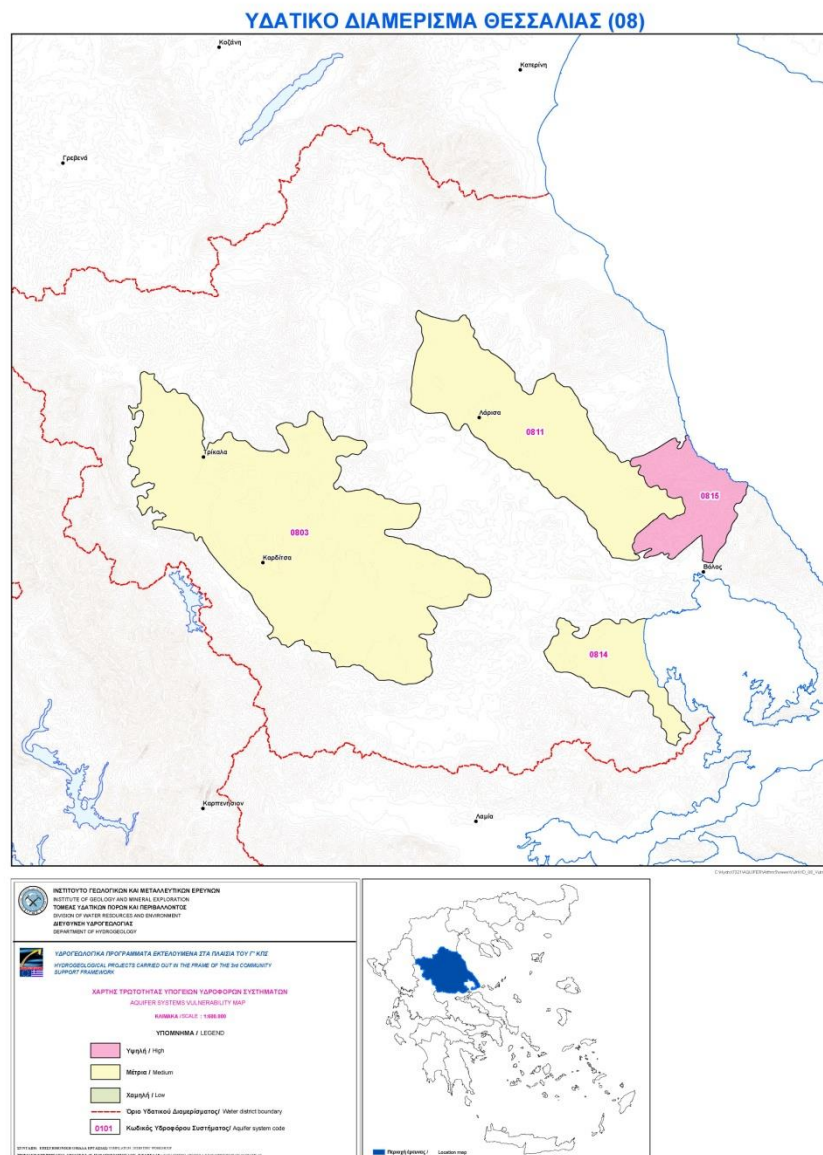 ΥΔΑΤΙΚΟ ΔΙΑΜΕΡΙΣΜΑ ΘΕΣΣΑΛΙΑΣ (08)
Κοζάνη
Κατερίνη
Γρεβενά
Λάρισα
0811
Τρίκαλα
0815
0803
Καρδίτσα
Βόλος
0814
Καρπενήσιον
Λαμία
ΙΝΣΤΙΤΟΥΤΟ ΓΕΩΛΟΓΙΚΩΝ ΚΑΙ ΜΕΤΑΛΛΕΥΤΙΚΩΝ ΕΡΕΥΝΩΝ
INSTITUTE OF GEOLOGY AND MINERAL EXPLORATION
ΤΟΜΕΑΣ ΥΔΑΤΙΚΩΝ ΠΟΡΩΝ ΚΑΙ ΠΕΡΙΒΑΛΛΟΝΤΟΣ
DIVISION OF WATER RESOURCES AND ENVIRONMENT
ΔΙΕΥΘΥΝΣΗ ΥΔΡΟΓΕΩΛΟΓΙΑΣ
DEPARTMENT OF HYDROGEOLOGY
ΥΔΡΟΓΕΩΛΟΓΙΚΑ ΠΡΟΓΡΑΜΜΑΤΑ ΕΚΤΕΛΟΥΜΕΝΑ ΣΤΑ ΠΛΑΙΣΙΑ ΤΟΥ Γ' ΚΠΣ
HYDROGEOLOGICAL PROJECTS CARRIED OUT IN THE FRAME OF THE 3rd COMMUNITY
SUPPORT FRAMEWORK
ΧΑΡΤΗΣ ΤΡΩΤΟΤΗΤΑΣ ΥΠΟΓΕΙΩΝ ΥΔΡΟΦΟΡΩΝ ΣΥΣΤΗΜΑΤΩΝ
AQUIFER SYSTEMS VULNERABILITY MAP
ΚΛΙΜΑΚΑ / SCALE :
ΥΠΟΜΝΗΜΑ / LEGEND
Υψηλή / High
Μέτρια / Medium
Χαμηλή / Low
Όριο Υδατικού Διαμερίσματος/ Water district boundary
0101 Κωδικός Υδροφόρου Συστήματος/ Aquifer system code
Περιοχή έρευνας / Location map